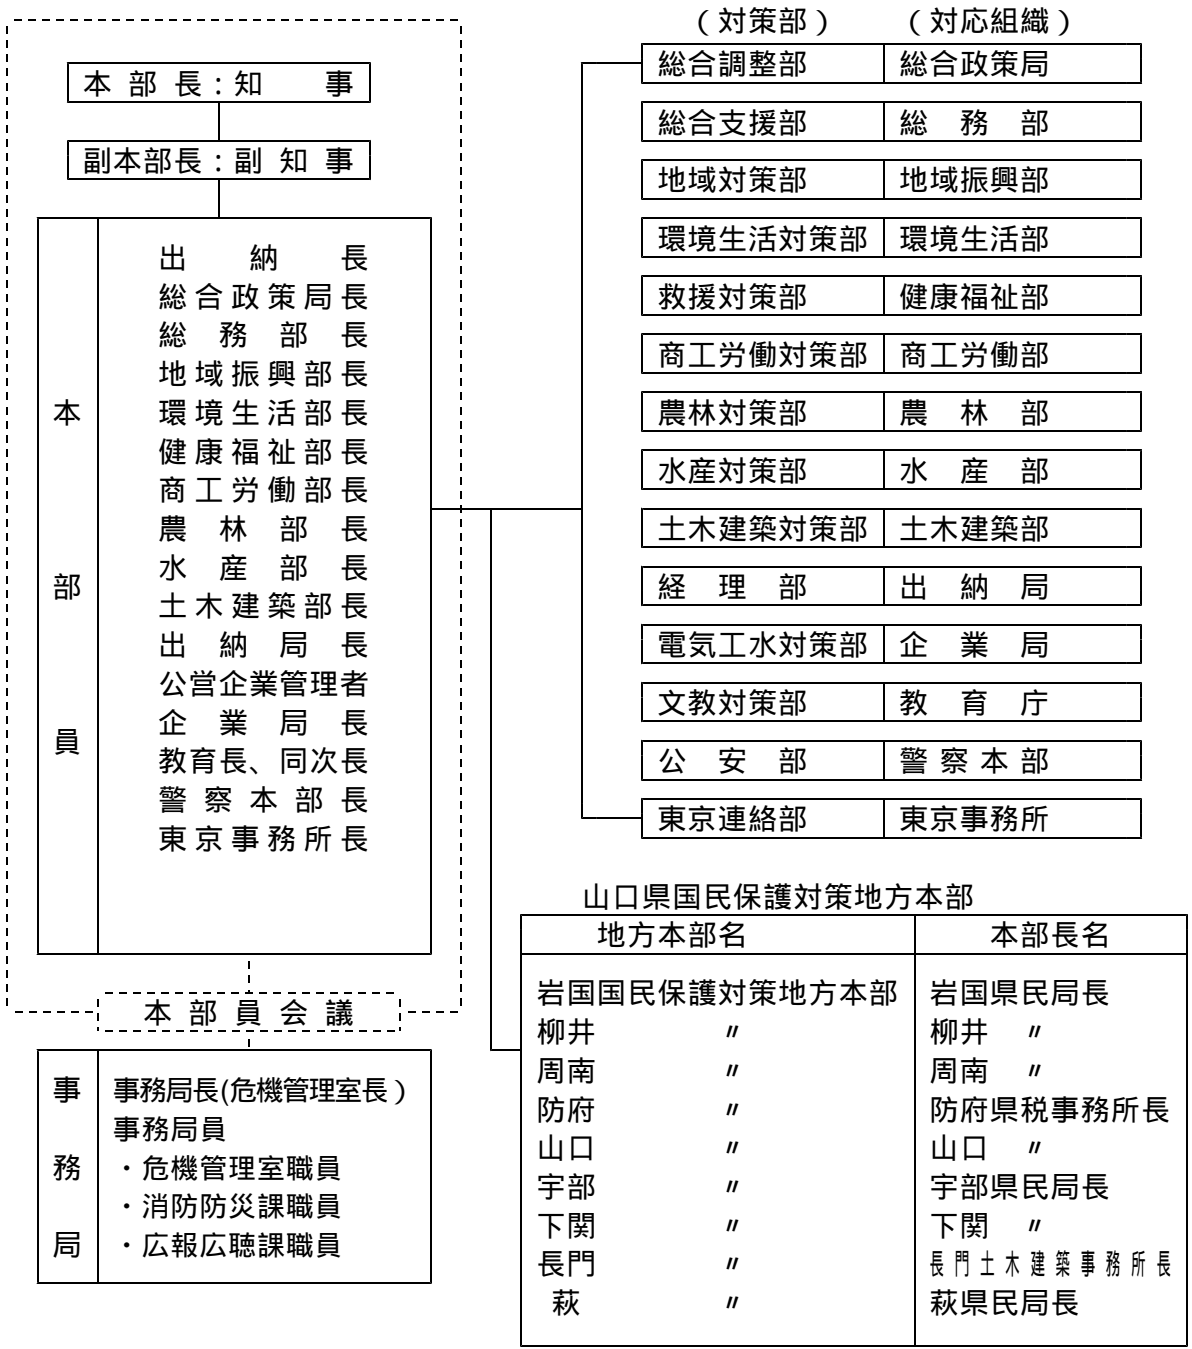 本部長：知　　事
副本部長：副知事
本部員
出　納　長
総合政策局長
総務部長
地域振興部長
環境生活部長
健康福祉部長
商工労働部長
農林部長
水産部長
土木建築部長
出納局長
公営企業管理者
企業局長
教育長、同次長
警察本部長
東京事務所長
本部員会議
事務局
事務局長(危機管理室長）
事務局員
・危機管理室職員
・消防防災課職員
・広報広聴課職員
（対策部）　（対応組織）
総合調整部　総合政策局
総合支援部　総務部
地域対策部　地域振興部
環境生活対策部　環境生活部
救援対策部　健康福祉部
商工労働対策部　商工労働部
農林対策部　農林部
水産対策部　水産部
土木建築対策部　土木建築部
経理部　出納局
電気工水対策部　企業局
文教対策部　教育庁
公安部　警察本部
東京連絡部　東京事務所
山口県国民保護対策地方本部
地方本部名　本部長名
岩国国民保護対策地方本部　岩国県民局長
柳井　〃　柳井　〃
周南　〃　周南　〃
防府　〃　防府県税事務所長
山口　〃　山口　〃
宇部　〃　宇部県民局長
下関　〃　下関　〃
長門　〃　長門土木建築事務所長
萩　〃　萩県民局長